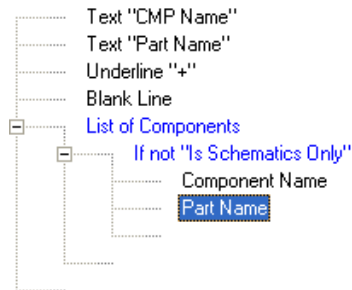 Text "CMP Name"
Text "Part Name"
Underline "+"
Blank Line
List of Components
If not "Is Schematics Only"
Component Name
Part Name